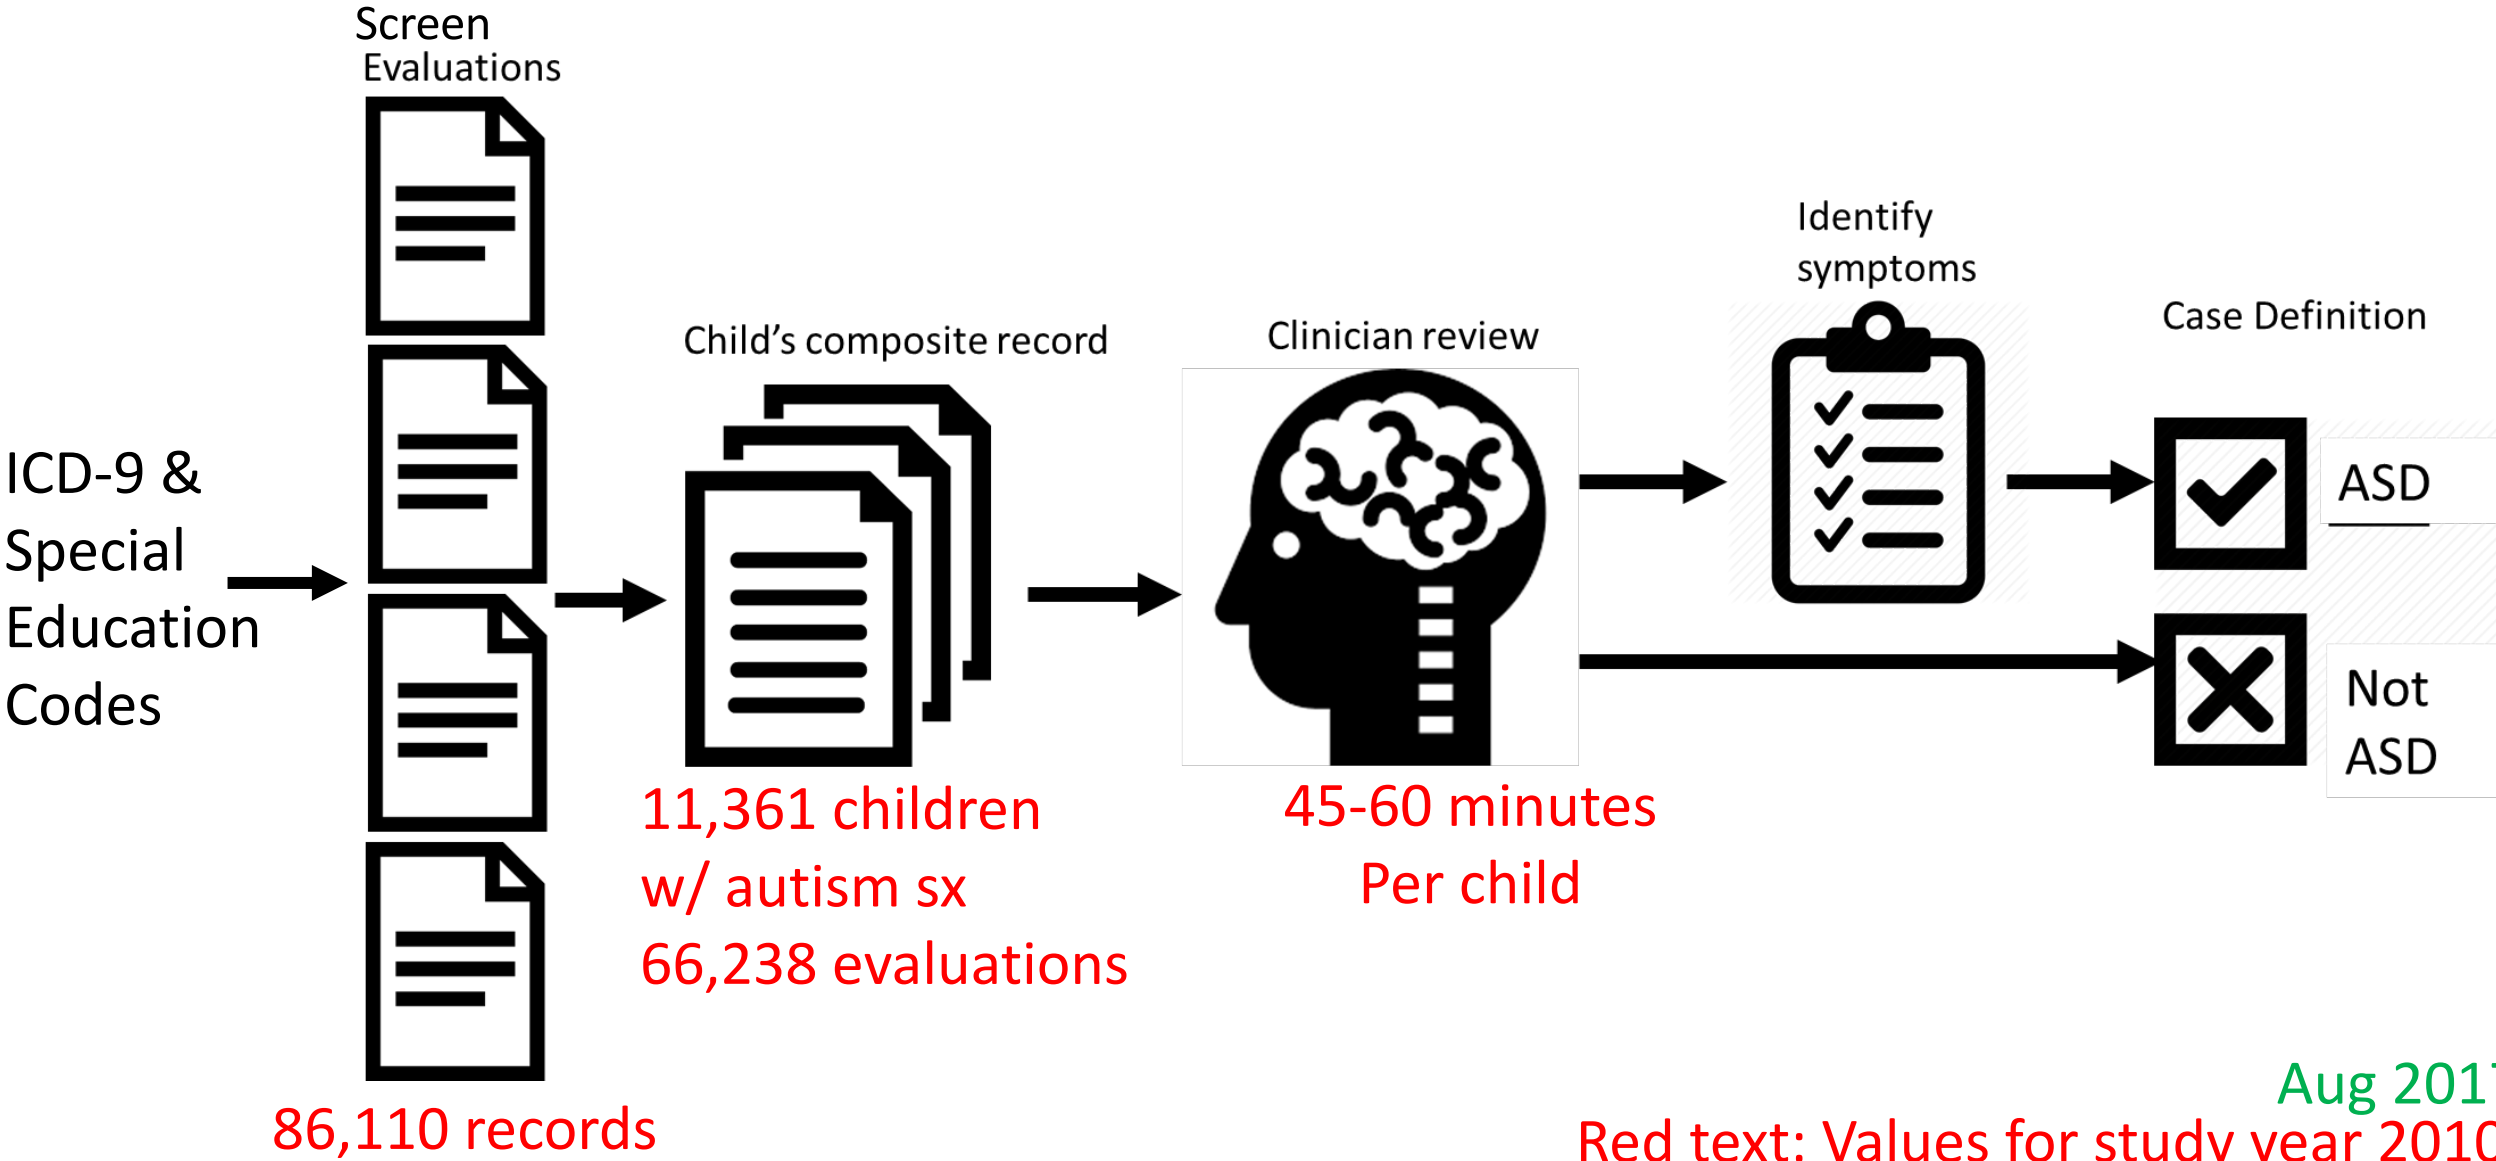 Screen
Evaluations
ICD-9 &
Special
Education
Codes
86,110 records
Child's composite record
11,361 children
w/ autism sx
66,238 evaluations
Clinician review
45-60 minutes
Per child
Identify
symptoms
Case Definition
ASD
Not
ASD
Aug
Red text: Values for study year 2010